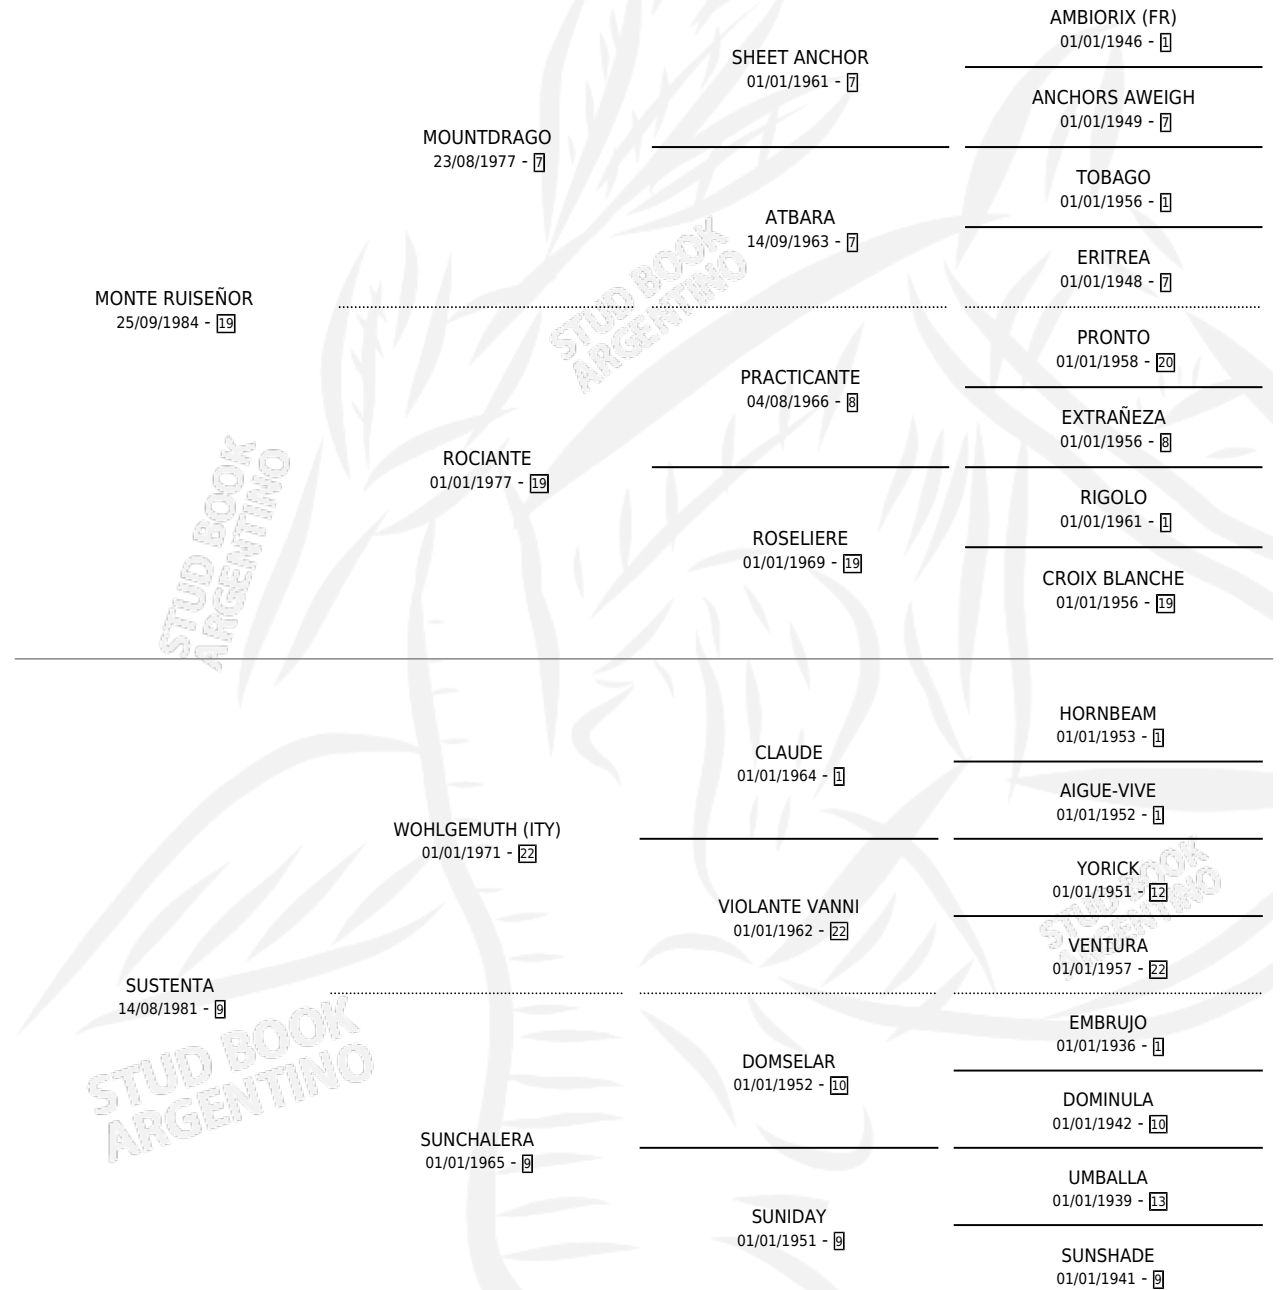 MONTE RUISEÑOR
25/09/1984 - 19
MOUNTDRAGO
23/08/1977 - 7
SHEET ANCHOR
01/01/1961 - 7
AMBIORIX (FR)
01/01/1946 - 1
ANCHORS AWEIGH
01/01/1949 - 7
ATBARA
14/09/1963 - 7
TOBAGO
01/01/1956 - 1
ERITREA
01/01/1948 - 7
ROCIANTE
01/01/1977 - 19
PRACTICANTE
04/08/1966 - 8
PRONTO
01/01/1958 - 20
EXTRAÑEZA
01/01/1956 - 8
ROSELIERE
01/01/1969 - 19
RIGOLO
01/01/1961 - 1
CROIX BLANCHE
01/01/1956 - 19
SUSTENTA
14/08/1981 - 9
WOHLGEMUTH (ITY)
01/01/1971 - 22
CLAUDE
01/01/1964 - 1
HORNBEAM
01/01/1953 - 1
AIGUE-VIVE
01/01/1952 - 1
VIOLANTE VANNI
01/01/1962 - 22
YORICK
01/01/1951 - 12
VENTURA
01/01/1957 - 22
SUNCHALERA
01/01/1965 - 9
DOMSELAR
01/01/1952 - 10
EMBRUJO
01/01/1936 - 1
DOMINULA
01/01/1942 - 10
SUNIDAY
01/01/1951 - 9
UMBALLA
01/01/1939 - 13
SUNSHADE
01/01/1941 - 9
STUD BOOK
ARGENTINO
STUD BOOK
ARGENTINO
STUD BOOK
ARGENTINO
STUD BOOK
ARGENTINO